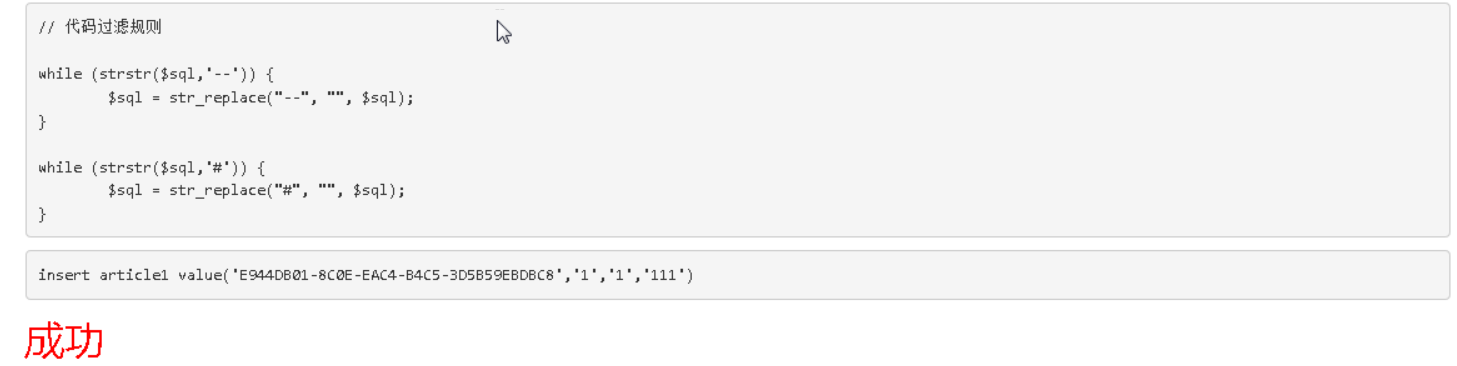 // 代码过滤规则
while (strstr($sql,'--')) {
$sql = str_replace("--", "", $sql);
}
while (strstr($sql,'#')) {
$sql = str_replace("#", "", $sql);
}
insert article1 value('E944DB01-8C0E-EAC4-B4C5-3D5B59EBDBC8','1','1','111')
成功